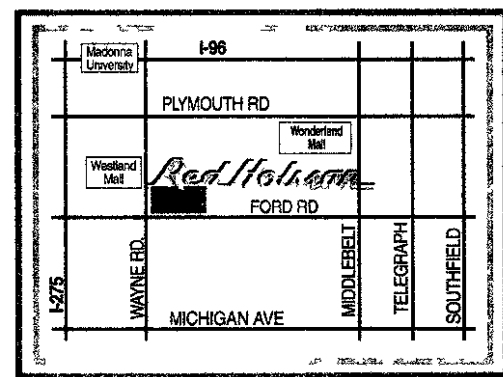 I-96
Madonna
University
PLYMOUTH RD
Wonderland
Mall
Westland
Mall
Red Holman
FORD RD
I-275
WAYNE RD.
MIDDLEBELT
TELEGRAPH
SOUTHFIELD
MICHIGAN AVE